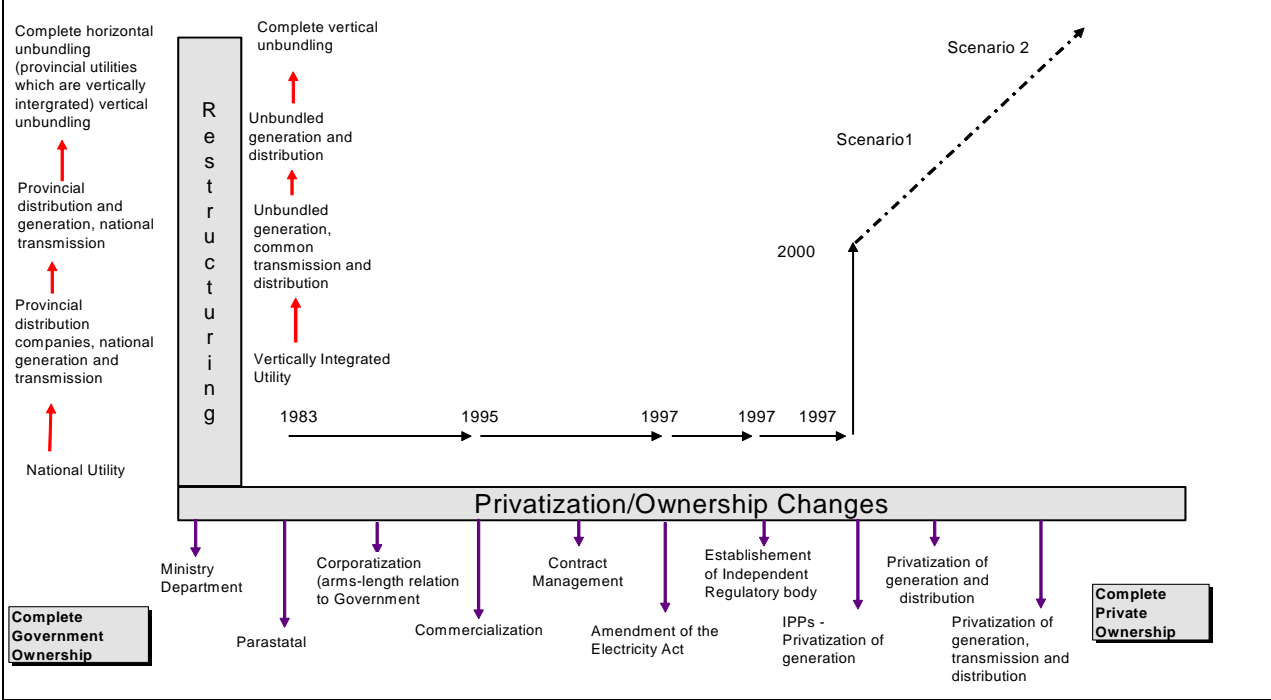 Complete horizontal
unbundling
(provincial utilities
which are vertically
intergrated) vertical
unbundling
Provincial
distribution and
generation, national
transmission
Provincial
distribution
companies, national
generation and
transmission
National Utility
Restructuring
Complete vertical
unbundling
Unbundled
generation and
distribution
Unbundled
generation,
common
transmission and
distribution
Vertically Integrated
Utility
Scenario 2
Scenario1
2000
1983
1995
1997
1997
1997
Privatization/Ownership Changes
Ministry
Department
Parastatal
Corporatization
(arms-length relation
to Government
Commercialization
Contract
Management
Amendment of the
Electricity Act
Establishement
of Independent
Regulatory body
IPPs -
Privatization of
generation
Privatization of
generation and
distribution
Privatization of
generation,
transmission and
distribution
Complete
Government
Ownership
Complete
Private
Ownership